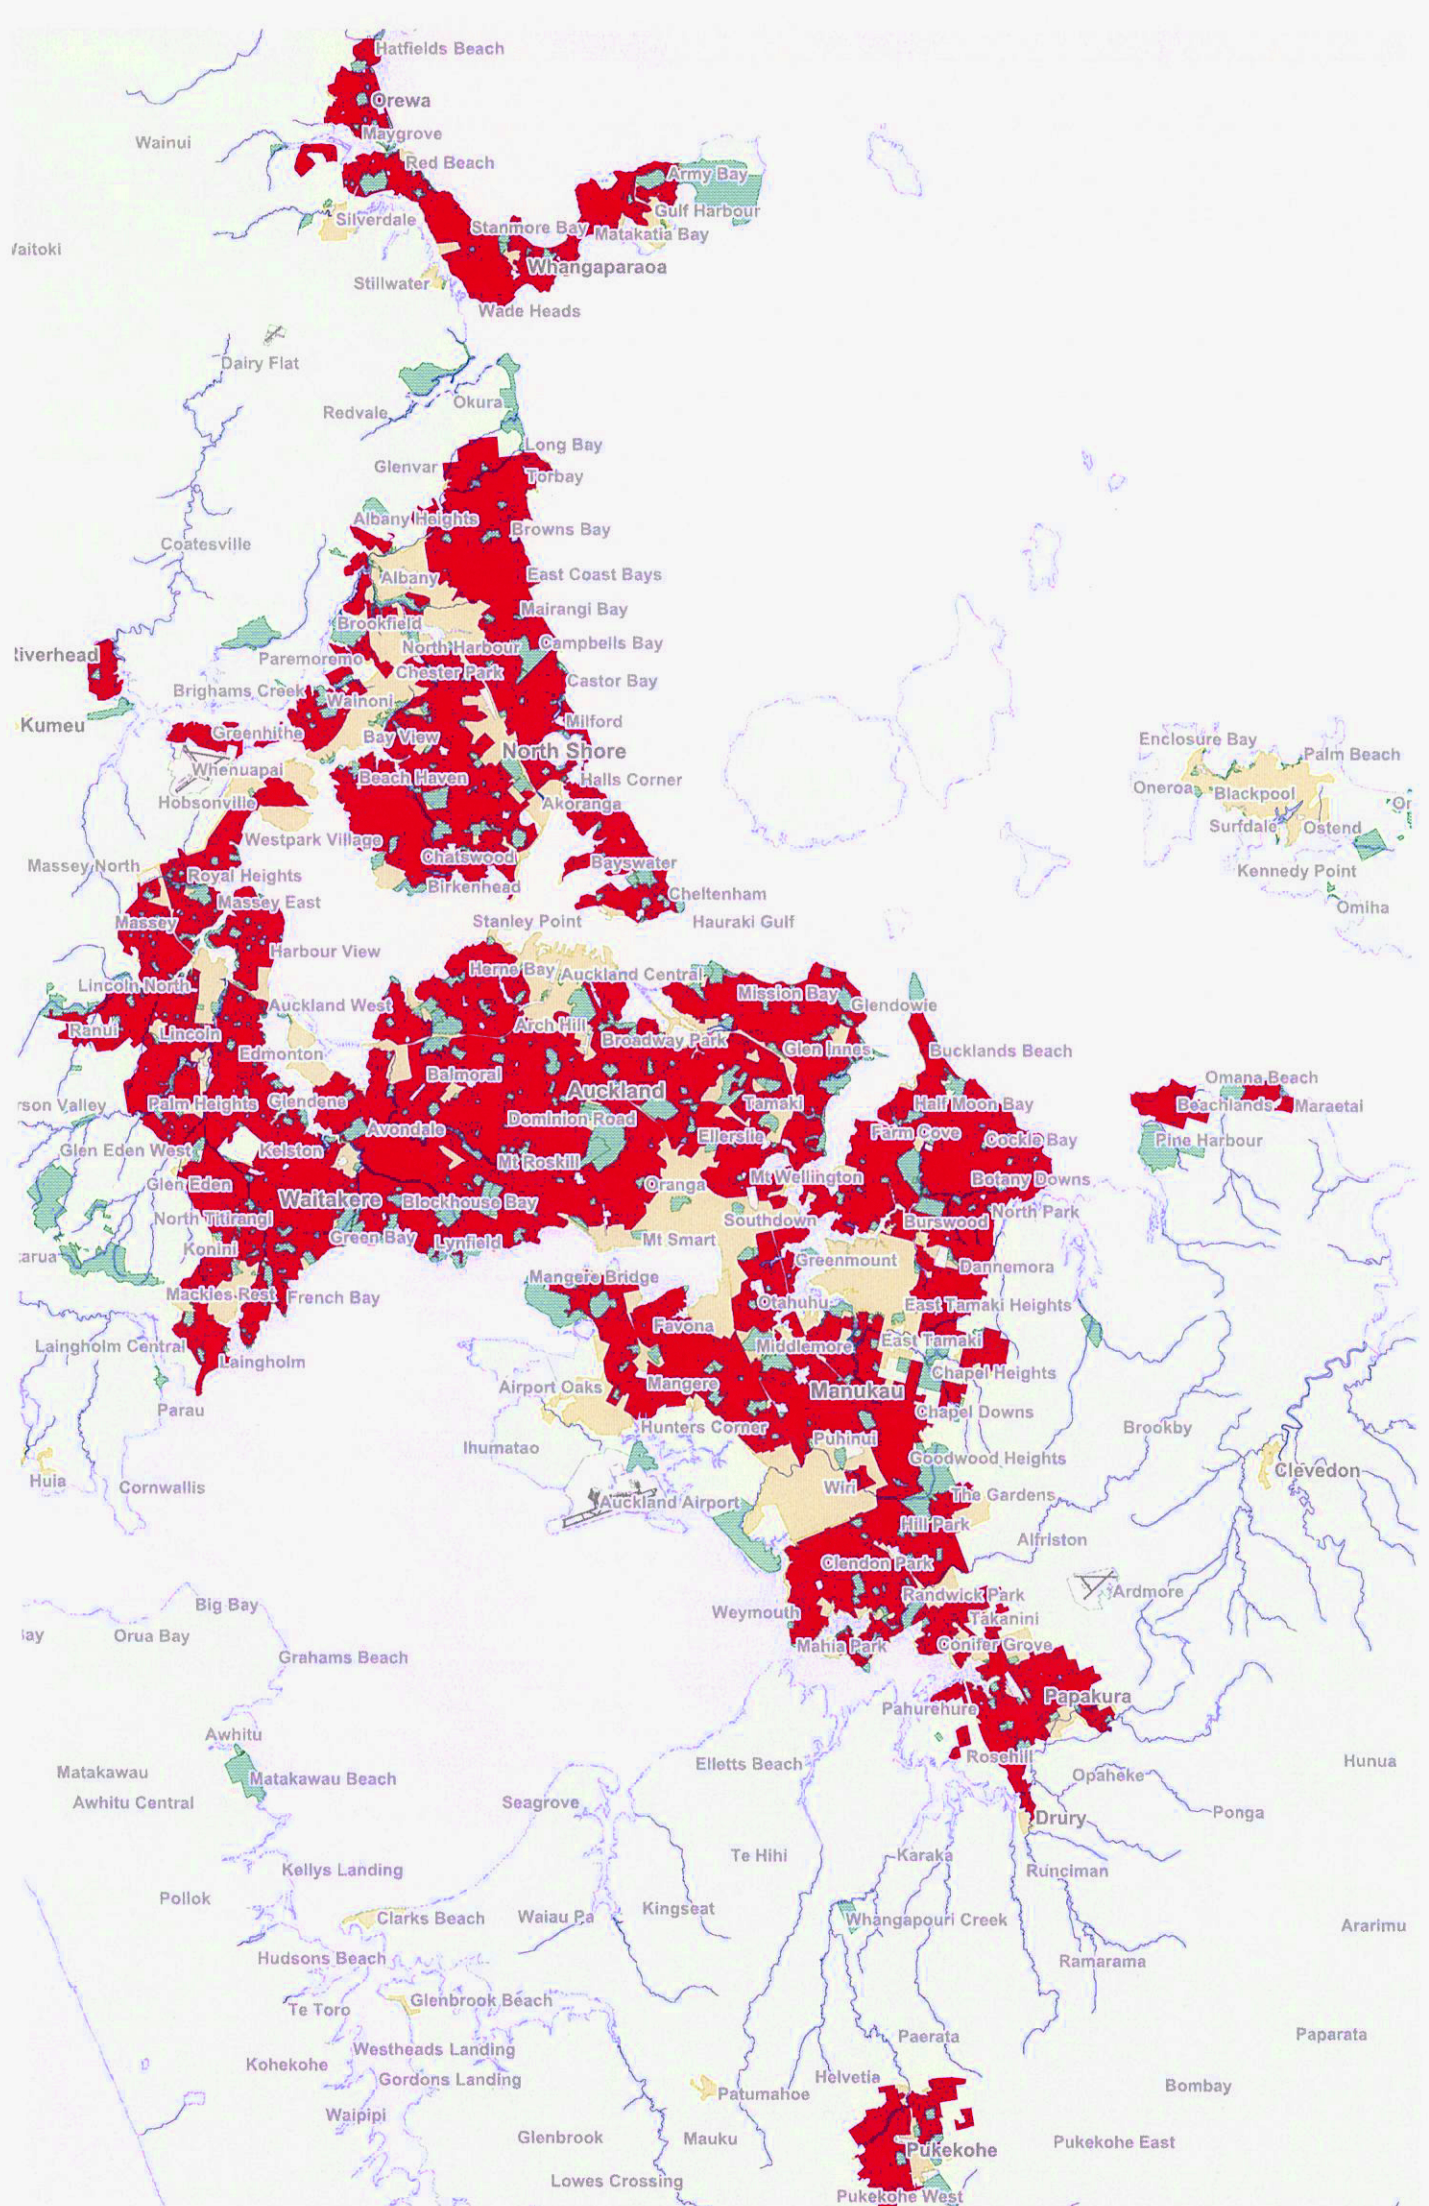 Hatfields Beach
Orewa
Maygrove
Wainui
Red Beach
Army Bay
Gulf Harbour
Silverdale
Stanmore Bay
Matakatia Bay
Whangaparaoa
Stillwater
Wade Heads
Dairy Flat
Okura
Redvale
Long Bay
Glenvar
Torbay
Albany Heights
Browns Bay
Coatesville
East Coast Bays
Albany
Mairangi Bay
Brookfield
North Harbour
Campbells Bay
Paremoremo
Chester Park
Castor Bay
Brighams Creek
Wainoni
Kumeu
Milford
Greenhithe
Bay View
North Shore
Enclosure Bay
Palm Beach
Whenuapai
Beach Haven
Halls Corner
Oneroa
Blackpool
Hobsonville
Akoranga
Surfdale
Ostend
Westpark Village
Chatswood
Bayswater
Massey North
Royal Heights
Kennedy Point
Birkenhead
Cheltenham
Massey East
Omiha
Massey
Stanley Point
Hauraki Gulf
Harbour View
Herne Bay
Auckland Central
Lincoln North
Mission Bay
Auckland West
Glendowie
Ranui
Lincoln
Arch Hill
Broadway Park
Edmonton
Glen Innes
Bucklands Beach
Balmoral
Omana Beach
Auckland
Palm Heights
Glendene
Tamaki
Half Moon Bay
Beachlands
Maraetai
Dominion Road
Avondale
Ellerslie
Farm Cove
Cockle Bay
Pine Harbour
Glen Eden West
Kelston
Mt Roskill
Glen Eden
Oranga
Mt Wellington
Botany Downs
Waitakere
Blockhouse Bay
North Titirangi
Southdown
Burswood
North Park
Green Bay
Lynfield
Mt Smart
Konini
Greenmount
Dannemora
Mangere Bridge
Mackles Rest
French Bay
Otahuhu
East Tamaki Heights
Favona
Laingholm Central
Middlemore
East Tamaki
Laingholm
Chapel Heights
Airport Oaks
Mangere
Manukau
Parau
Chapel Downs
Hunters Corner
Brookby
Ihumatao
Puhinui
Goodwood Heights
Clevedon
Huia
Cornwallis
Wiri
The Gardens
Auckland Airport
Hill Park
Alfriston
Clendon Park
Ardmore
Randwick Park
Big Bay
Weymouth
Takanini
Orua Bay
Mahia Park
Conifer Grove
Grahams Beach
Papakura
Pahurehure
Awhitu
Rosehill
Elletts Beach
Hunua
Matakawau
Matakawau Beach
Opaheke
Awhitu Central
Seagrove
Ponga
Drury
Te Hihi
Karaka
Kellys Landing
Runciman
Pollok
Kingseat
Clarks Beach
Waiau Pa
Whangapouri Creek
Ararimu
Hudsons Beach
Ramarama
Glenbrook Beach
Te Toro
Paerata
Paparata
Westheads Landing
Kohekohe
Helvetia
Gordons Landing
Bombay
Patumahoe
Waipipi
Glenbrook
Mauku
Pukekohe East
Pukekohe
Lowes Crossing
Pukekohe West